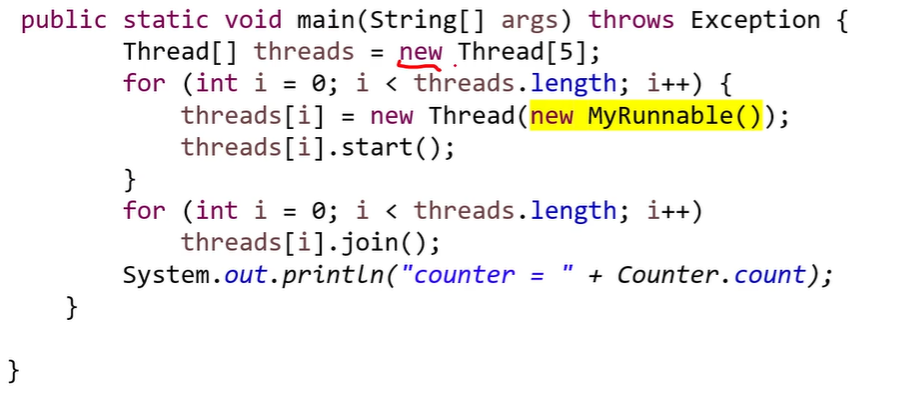 public static void main(String[] args) throws Exception {
Thread[] threads = new Thread[5];
for (int i = 0; i < threads.length; i++) {
threads[i] = new Thread(new MyRunnable());
threads[i].start();
}
for (int i = 0; i < threads.length; i++)
threads[i].join();
System.out.println("counter = " + Counter.count);
}
}